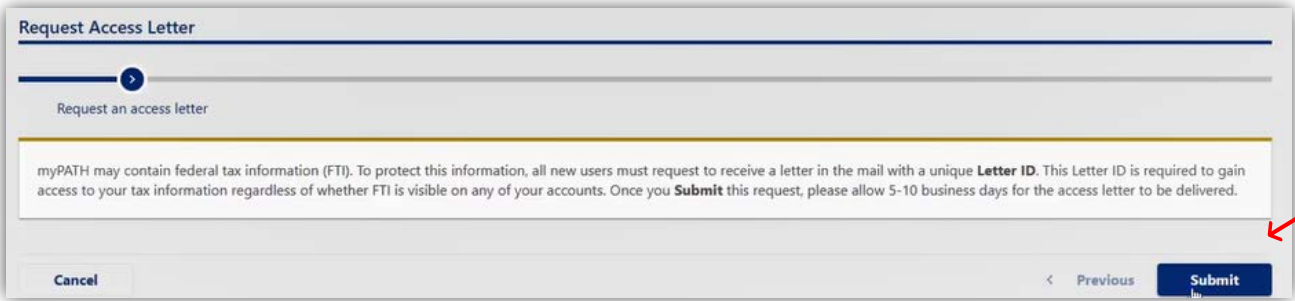 Request Access Letter
Request an access letter
myPATH may contain federal tax information (FTI). To protect this information, all new users must request to receive a letter in the mail with a unique Letter ID. This Letter ID is required to gain
access to your tax information regardless of whether FTI is visible on any of your accounts. Once you Submit this request, please allow 5-10 business days for the access letter to be delivered.
Cancel
Previous
Submit